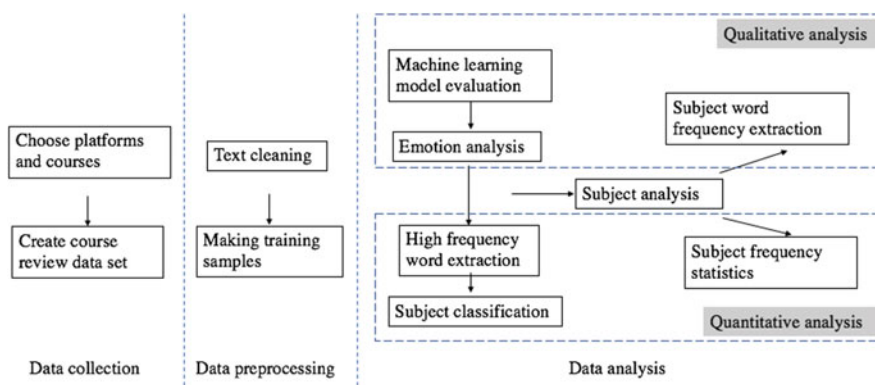 Choose platforms
and courses
Create course
review data set
Data collection
Text cleaning
Making training
samples
Data preprocessing
Qualitative analysis
Machine learning
model evaluation
Emotion analysis
Subject word
frequency extraction
Subject analysis
High frequency
word extraction
Subject classification
Subject frequency
statistics
Quantitative analysis
Data analysis